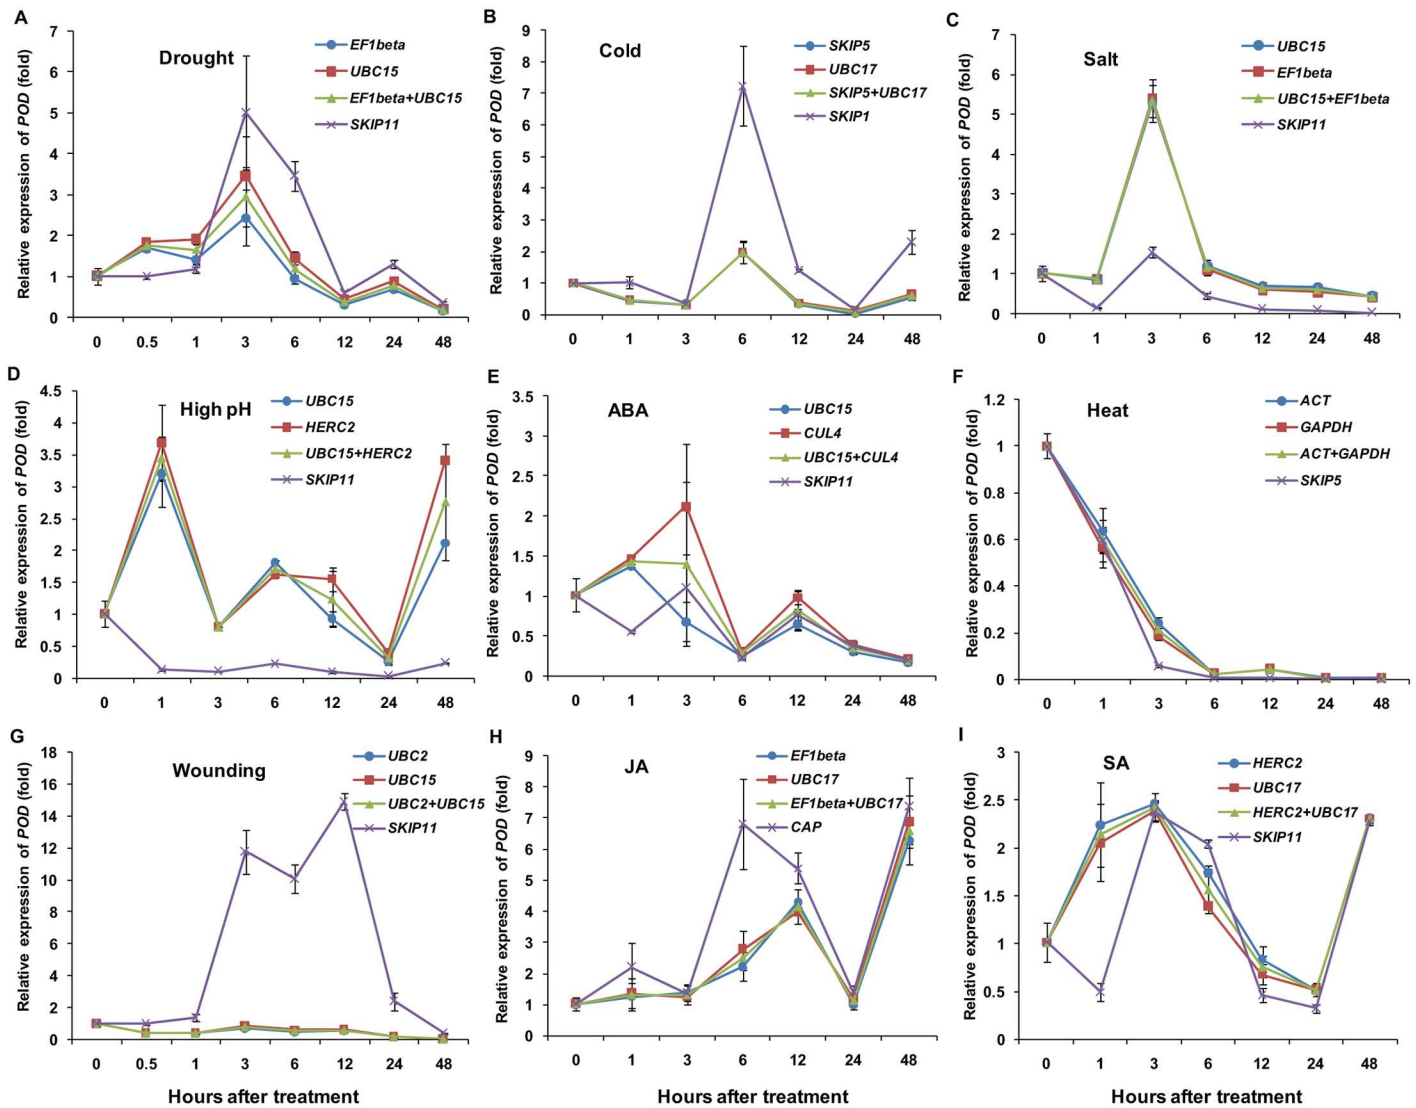 A
Relative expression of POD (fold)
Drought
EF1beta
UBC15
EF1beta+UBC15
SKIP11
7
6
5
4
3
2
1
0
0 0.5 1 3 6 12 24 48
B
Relative expression of POD (fold)
Cold
SKIP5
UBC17
SKIP5+UBC17
SKIP1
9
8
7
6
5
4
3
2
1
0
0 1 3 6 12 24 48
C
Relative expression of POD (fold)
Salt
UBC15
EF1beta
UBC15+EF1beta
SKIP11
7
6
5
4
3
2
1
0
0 1 3 6 12 24 48
D
Relative expression of POD (fold)
High pH
UBC15
HERC2
UBC15+HERC2
SKIP11
4.5
4
3.5
3
2.5
2
1.5
1
0.5
0
0 1 3 6 12 24 48
E
Relative expression of POD (fold)
ABA
UBC15
CUL4
UBC15+CUL4
SKIP11
3.5
3
2.5
2
1.5
1
0.5
0
0 1 3 6 12 24 48
F
Relative expression of POD (fold)
Heat
ACT
GAPDH
ACT+GAPDH
SKIP5
1.2
1
0.8
0.6
0.4
0.2
0
0 1 3 6 12 24 48
G
Relative expression of POD (fold)
Wounding
UBC2
UBC15
UBC2+UBC15
SKIP11
18
16
14
12
10
8
6
4
2
0
0 0.5 1 3 6 12 24 48
Hours after treatment
H
Relative expression of POD (fold)
JA
EF1beta
UBC17
EF1beta+UBC17
CAP
9
8
7
6
5
4
3
2
1
0
0 1 3 6 12 24 48
Hours after treatment
I
Relative expression of POD (fold)
SA
HERC2
UBC17
HERC2+UBC17
SKIP11
3
2.5
2
1.5
1
0.5
0
0 1 3 6 12 24 48
Hours after treatment